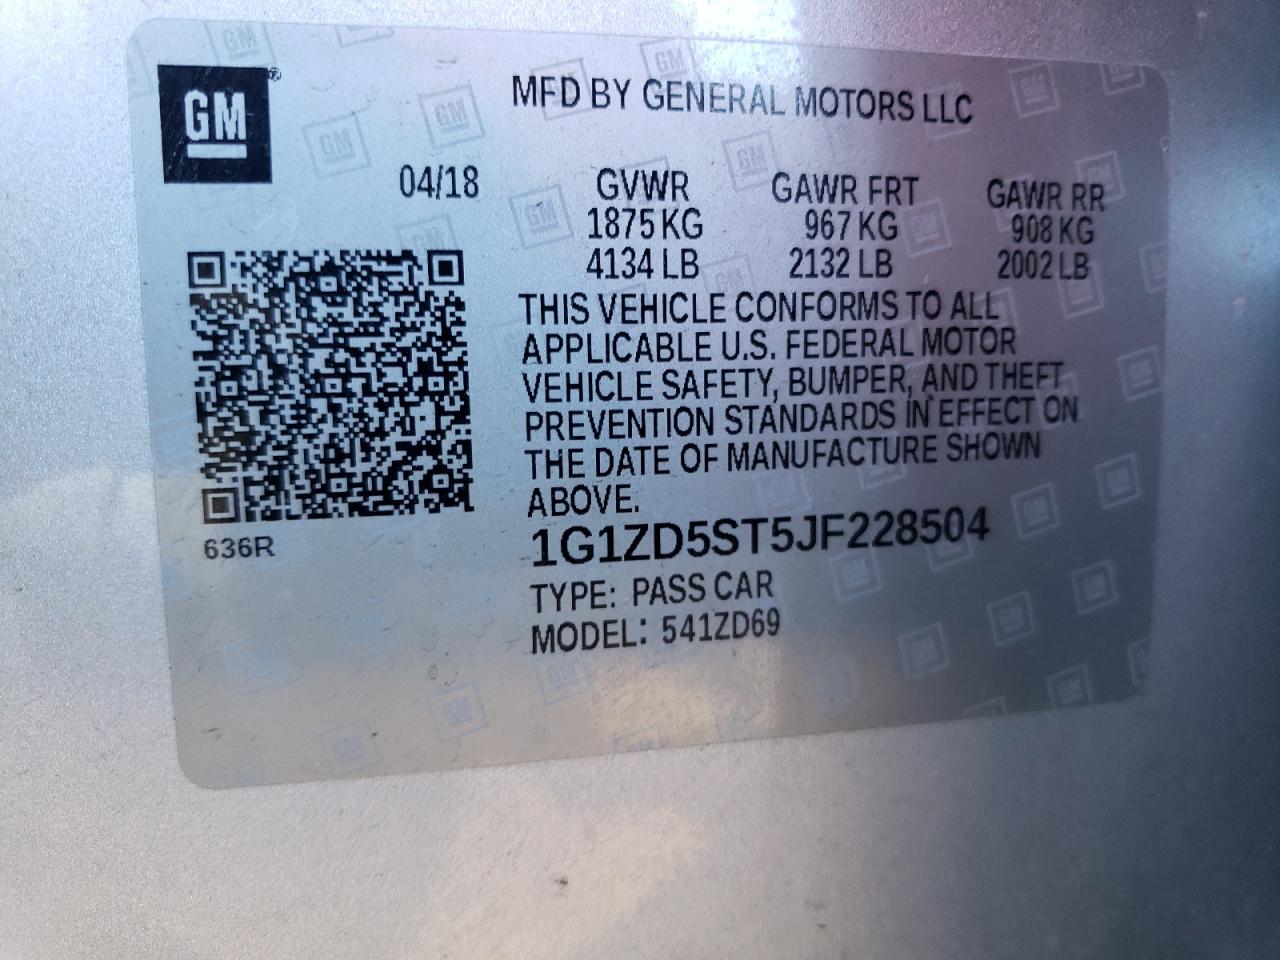 GM
MFD BY GENERAL MOTORS LLC
04/18
GVWR GAWR FRT GAWR RR
1875 KG 967 KG 908 KG
4134 LB 2132 LB 2002 LB
THIS VEHICLE CONFORMS TO ALL
APPLICABLE U.S. FEDERAL MOTOR
VEHICLE SAFETY, BUMPER, AND THEFT
PREVENTION STANDARDS IN EFFECT ON
THE DATE OF MANUFACTURE SHOWN
ABOVE.
636R
1G1ZD5ST5JF228504
TYPE: PASS CAR
MODEL: 541ZD69